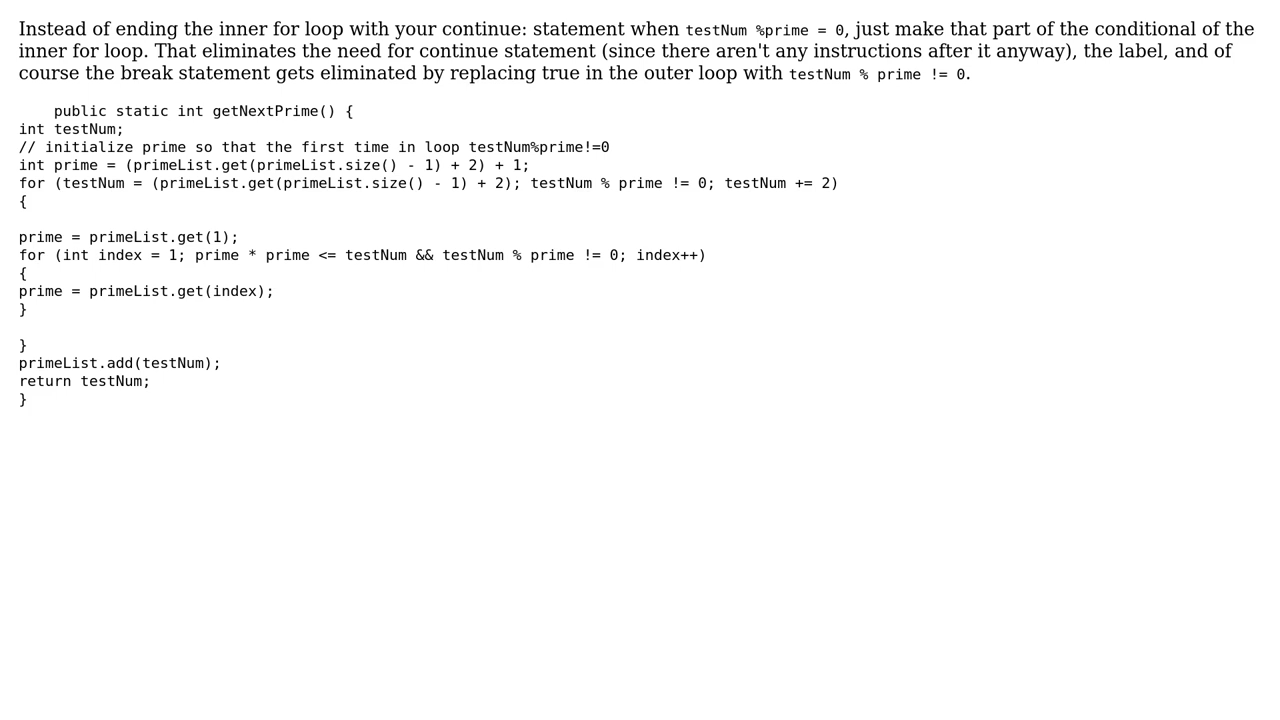 Instead of ending the inner for loop with your continue: statement when testNum %prime = 0, just make that part of the conditional of the
inner for loop. That eliminates the need for continue statement (since there aren't any instructions after it anyway), the label, and of
course the break statement gets eliminated by replacing true in the outer loop with testNum % prime != 0.
public static int getNextPrime() {
int testNum;
// initialize prime so that the first time in loop testNum%prime!=0
int prime = (primeList.get(primeList.size() - 1) + 2) + 1;
for (testNum = (primeList.get(primeList.size() - 1) + 2); testNum % prime != 0; testNum += 2)
{
prime = primeList.get(1);
for (int index = 1; prime * prime <= testNum && testNum % prime != 0; index++)
{
prime = primeList.get(index);
}
}
primeList.add(testNum);
return testNum;
}